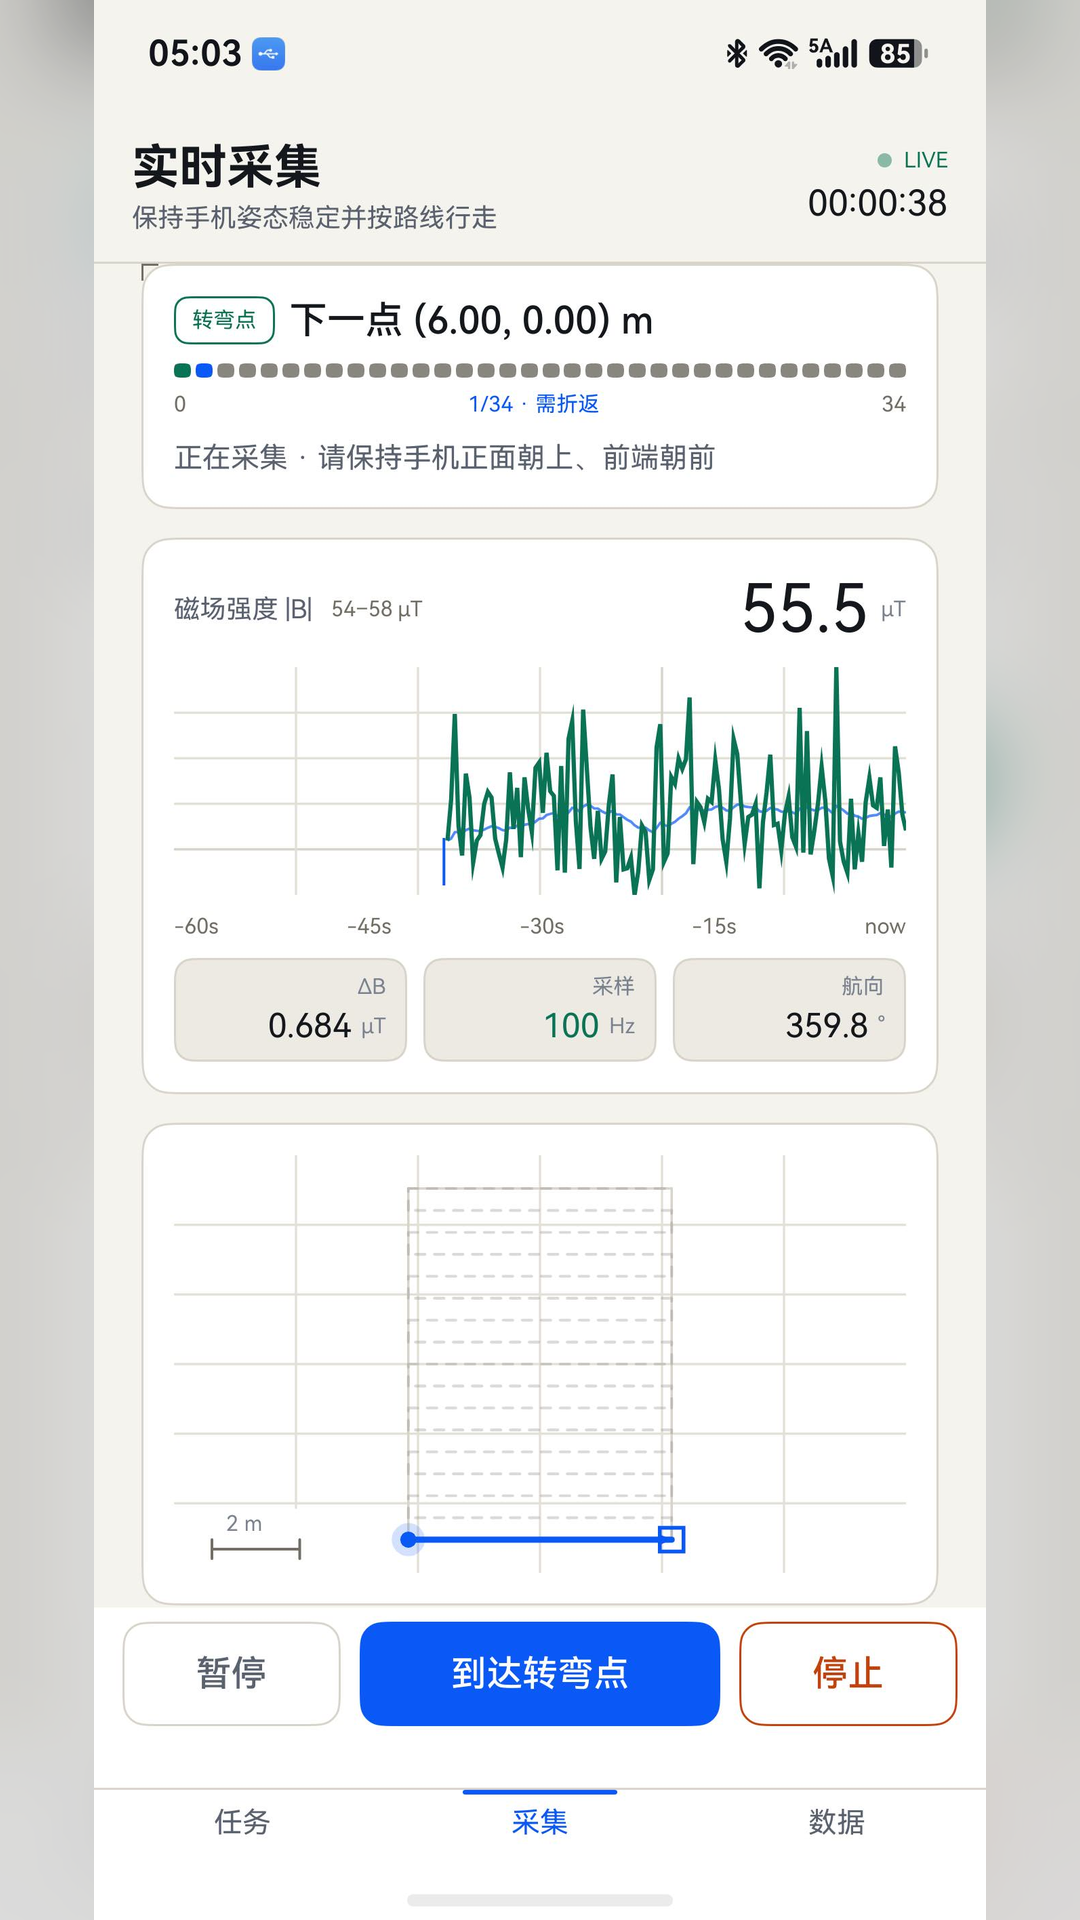 05:03
5A
85
实时采集
LIVE
保持手机姿态稳定并按路线行走
00:00:38
转弯点
下一点 (6.00, 0.00) m
0
1/34 · 需折返
34
正在采集 · 请保持手机正面朝上、前端朝前
磁场强度 |B| 54–58 μT
55.5 μT
-60s
-45s
-30s
-15s
now
ΔB
0.684 μT
采样
100 Hz
航向
359.8 °
2 m
暂停
到达转弯点
停止
任务
采集
数据